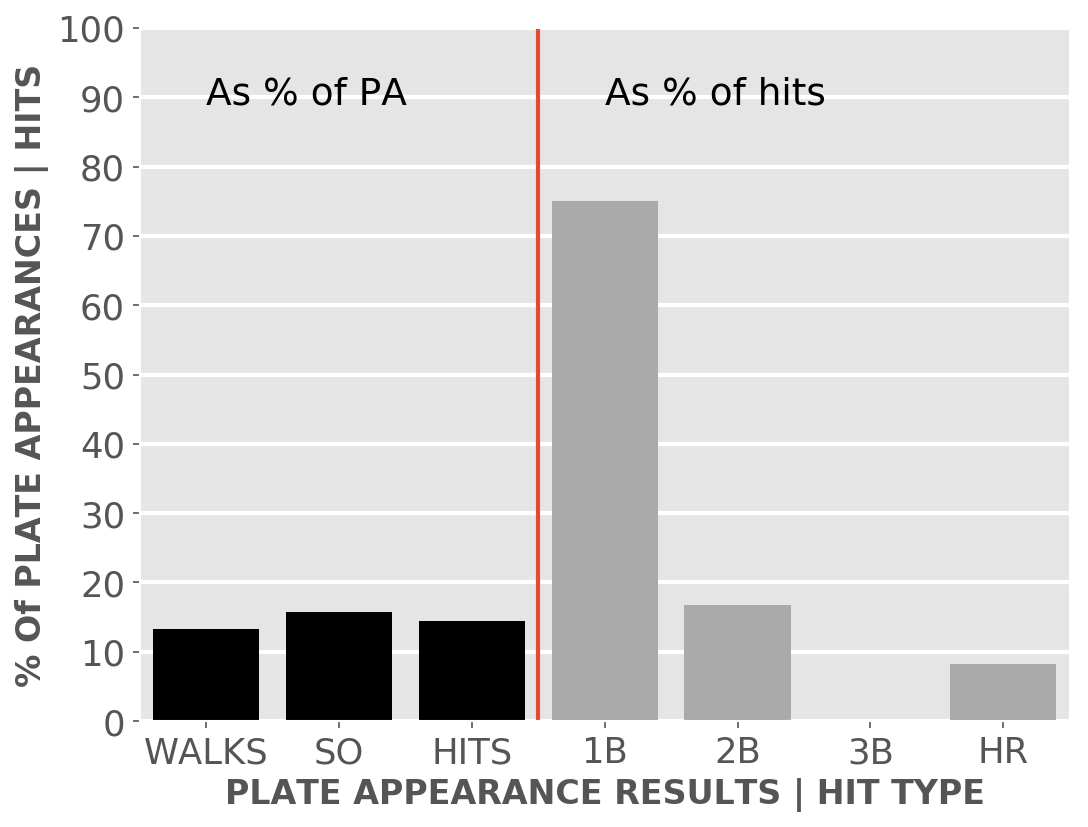 % Of PLATE APPEARANCES | HITS
100
90
80
70
60
50
40
30
20
10
0
As % of PA
As % of hits
WALKS SO HITS 1B 2B 3B HR
PLATE APPEARANCE RESULTS | HIT TYPE